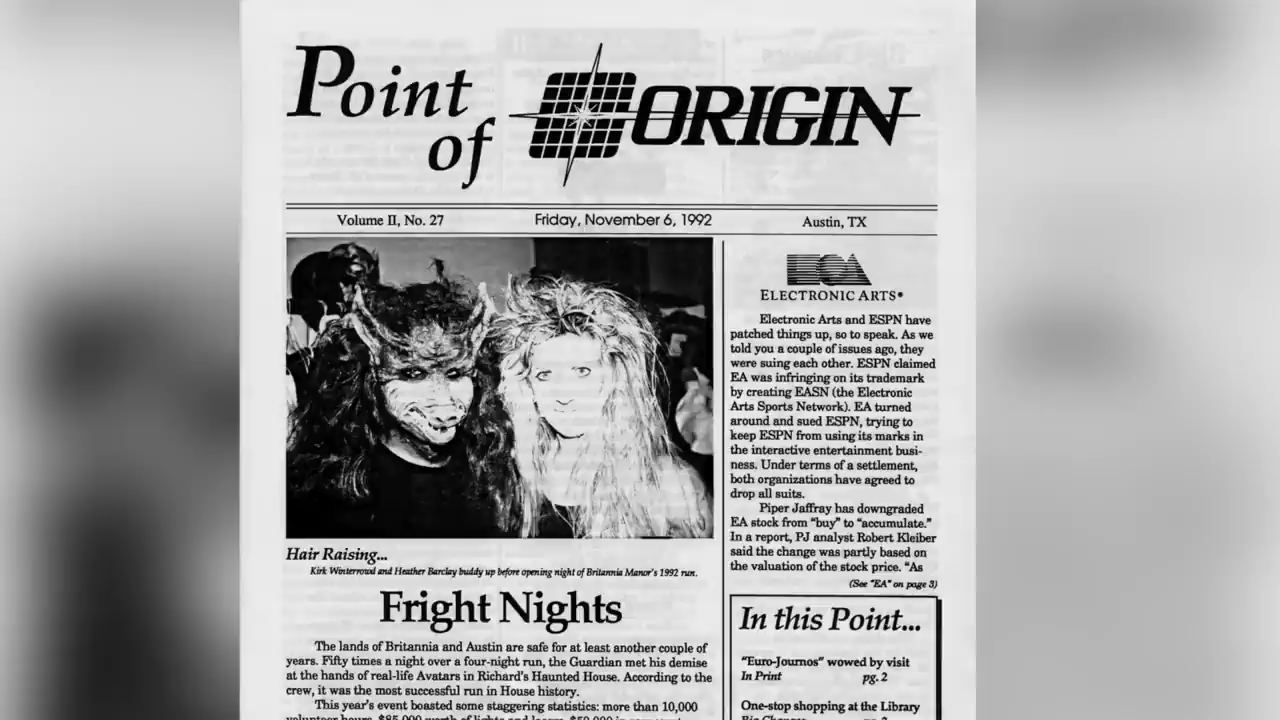 Point
of
ORIGIN
Volume II, No. 27
Friday, November 6, 1992
Austin, TX
Hair Raising...
Kirk Winterrowd and Heather Barclay buddy up before opening night of Britannia Manor's 1992 run.
Fright Nights
The lands of Britannia and Austin are safe for at least another couple of
years. Fifty times a night over a four-night run, the Guardian met his demise
at the hands of real-life Avatars in Richard's Haunted House. According to the
crew, it was the most successful run in House history.
This year's event boasted some staggering statistics: more than 10,000
volunteer hours, $85,000 worth of lights and
EA
ELECTRONIC ARTS®
Electronic Arts and ESPN have
patched things up, so to speak. As we
told you a couple of issues ago, they
were suing each other. ESPN claimed
EA was infringing on its trademark
by creating EASN (the Electronic
Arts Sports Network). EA turned
around and sued ESPN, trying to
keep ESPN from using its marks in
the interactive entertainment busi-
ness. Under terms of a settlement,
both organizations have agreed to
drop all suits.
Piper Jaffray has downgraded
EA stock from "buy" to "accumulate."
In a report, PJ analyst Robert Kleiber
said the change was partly based on
the valuation of the stock price. "As
(See "EA" on page 3)
In this Point...
"Euro-Journos" wowed by visit
In Print pg. 2
One-stop shopping at the Library